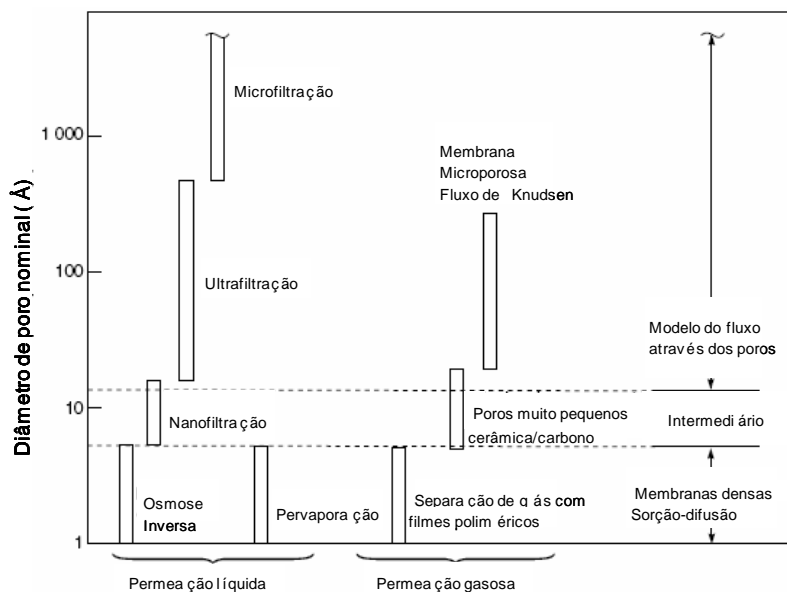 Diâmetro de poro nominal (Å)
1 000
100
10
1
Microfiltração
Ultrafiltração
Nanofiltração
Osmose
Inversa
Pervaporação
Membrana
Microporosa
Fluxo de Knudsen
Poros muito pequenos
cerâmica/carbono
Separação de gás com
filmes poliméricos
Modelo do fluxo
através dos poros
Intermediário
Membranas densas
Sorção-difusão
Permeação líquida
Permeação gasosa